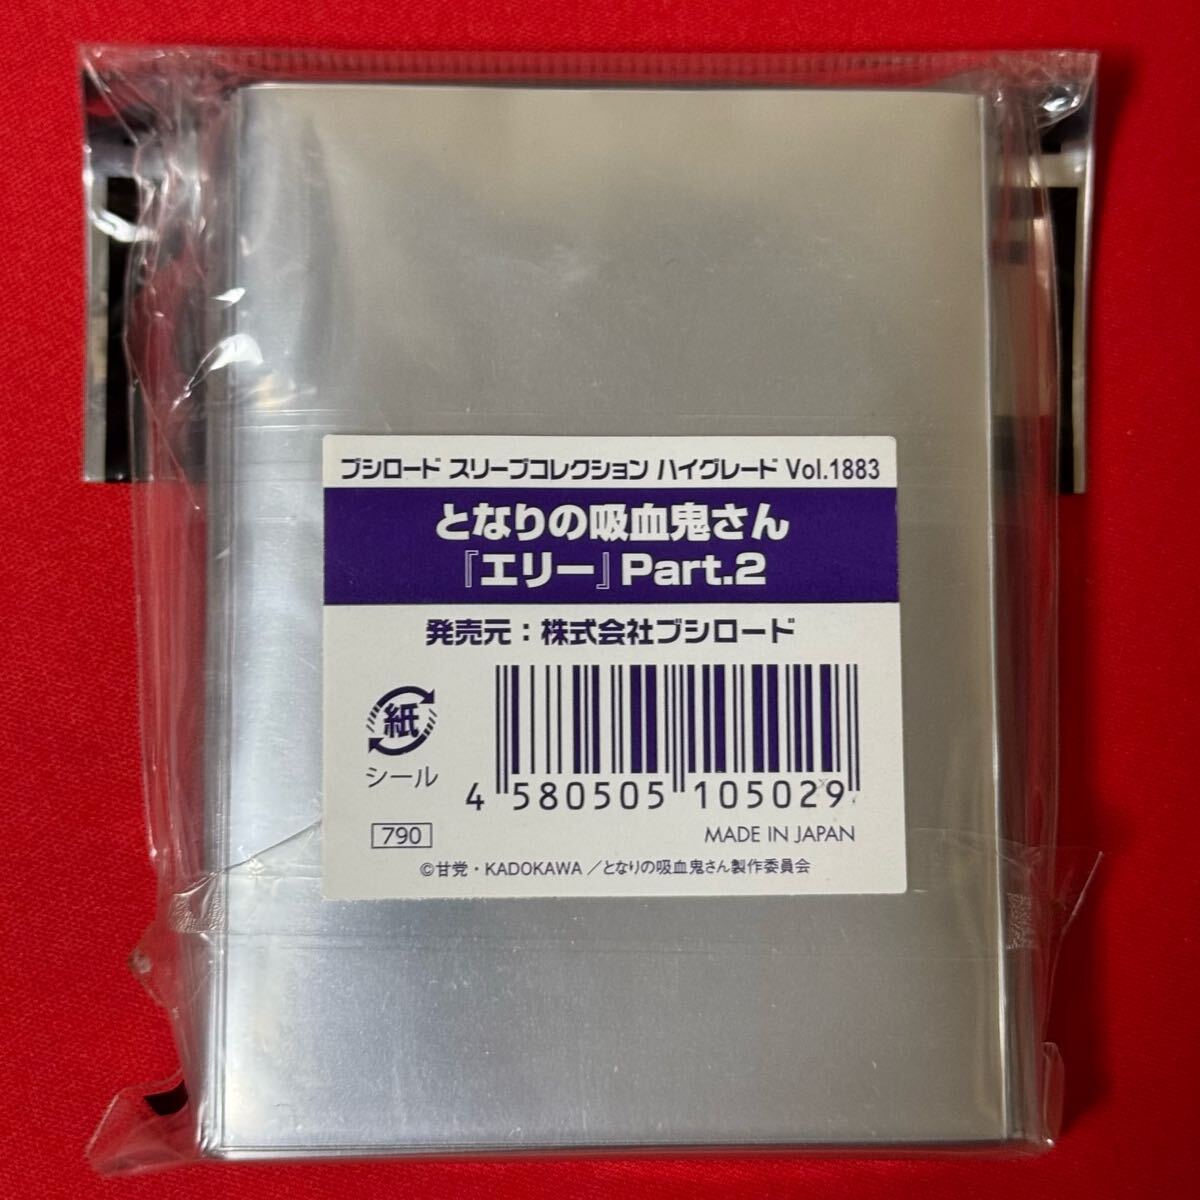 ブシロード スリーブコレクション ハイグレード Vol.1883
となりの吸血鬼さん
『エリー』Part.2
発売元：株式会社ブシロード
紙
シール
4 580505 105029
790
MADE IN JAPAN
©甘党・KADOKAWA／となりの吸血鬼さん製作委員会